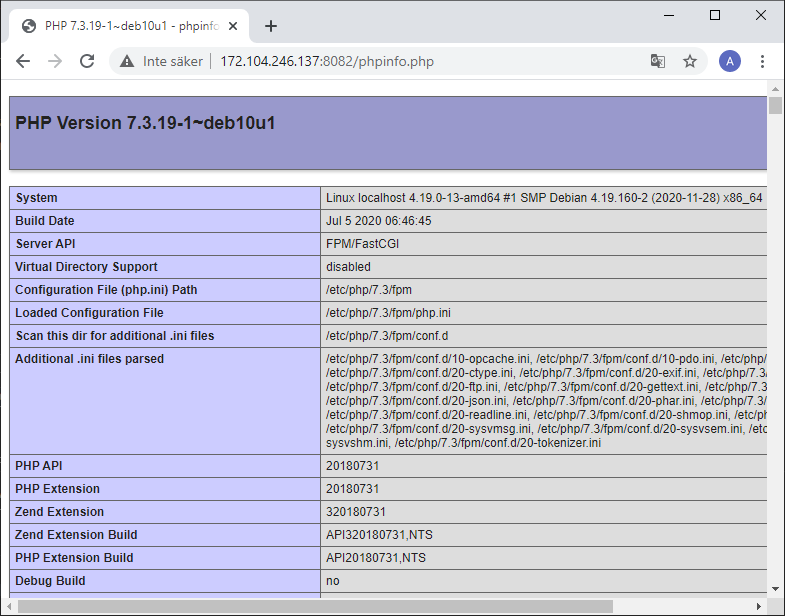 PHP 7.3.19-1~deb10u1 - phpinfo
Inte säker 172.104.246.137:8082/phpinfo.php
A
PHP Version 7.3.19-1~deb10u1
System Linux localhost 4.19.0-13-amd64 #1 SMP Debian 4.19.160-2 (2020-11-28) x86_64
Build Date Jul 5 2020 06:46:45
Server API FPM/FastCGI
Virtual Directory Support disabled
Configuration File (php.ini) Path /etc/php/7.3/fpm
Loaded Configuration File /etc/php/7.3/fpm/php.ini
Scan this dir for additional .ini files /etc/php/7.3/fpm/conf.d
Additional .ini files parsed /etc/php/7.3/fpm/conf.d/10-opcache.ini, /etc/php/7.3/fpm/conf.d/10-pdo.ini, /etc/php/
/etc/php/7.3/fpm/conf.d/20-ctype.ini, /etc/php/7.3/fpm/conf.d/20-exif.ini, /etc/php/7.3/
/etc/php/7.3/fpm/conf.d/20-ftp.ini, /etc/php/7.3/fpm/conf.d/20-gettext.ini, /etc/php/7.3
/etc/php/7.3/fpm/conf.d/20-json.ini, /etc/php/7.3/fpm/conf.d/20-phar.ini, /etc/php/7.3/
/etc/php/7.3/fpm/conf.d/20-readline.ini, /etc/php/7.3/fpm/conf.d/20-shmop.ini, /etc/ph
/etc/php/7.3/fpm/conf.d/20-sysvmsg.ini, /etc/php/7.3/fpm/conf.d/20-sysvsem.ini, /etc
sysvshm.ini, /etc/php/7.3/fpm/conf.d/20-tokenizer.ini
PHP API 20180731
PHP Extension 20180731
Zend Extension 320180731
Zend Extension Build API320180731,NTS
PHP Extension Build API20180731,NTS
Debug Build no